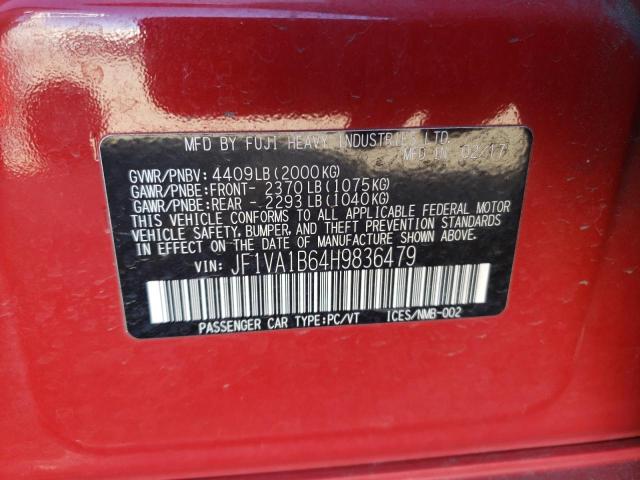 MFD BY FUJI HEAVY INDUSTRIES LTD.
MFD IN 02/17
GVWR/PNBV: 4409LB(2000KG)
GAWR/PNBE:FRONT- 2370LB(1075KG)
GAWR/PNBE:REAR - 2293LB(1040KG)
THIS VEHICLE CONFORMS TO ALL APPLICABLE FEDERAL MOTOR
VEHICLE SAFETY, BUMPER, AND THEFT PREVENTION STANDARDS
IN EFFECT ON THE DATE OF MANUFACTURE SHOWN ABOVE.
VIN: JF1VA1B64H9836479
PASSENGER CAR TYPE:PC/VT ICES/NMB-002